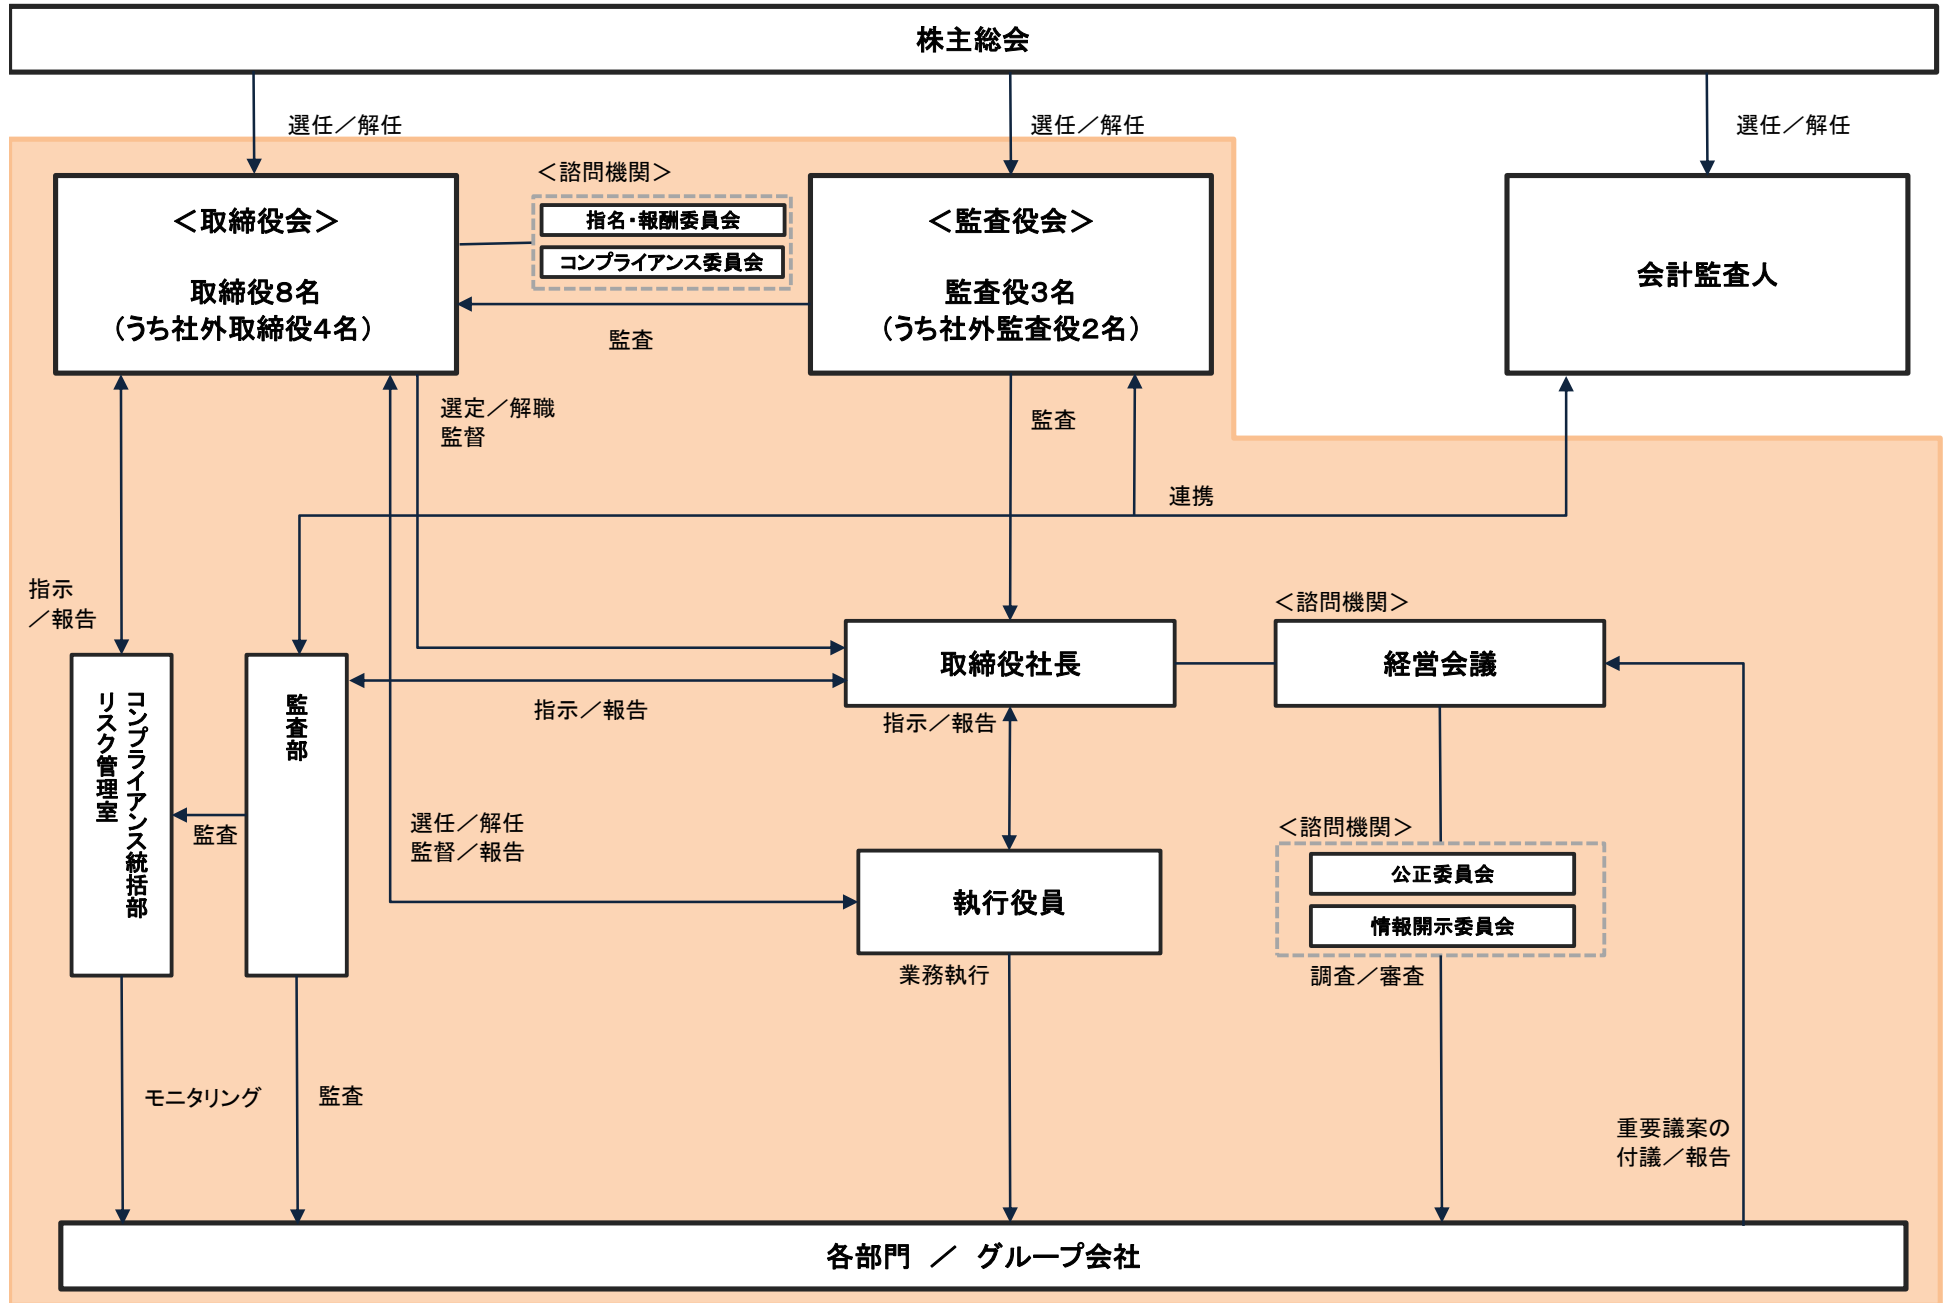 株主総会
選任／解任
選任／解任
選任／解任
＜取締役会＞
取締役8名
（うち社外取締役4名）
＜諮問機関＞
指名・報酬委員会
コンプライアンス委員会
＜監査役会＞
監査役3名
（うち社外監査役2名）
会計監査人
監査
選定／解職
監督
監査
連携
指示
／報告
＜諮問機関＞
取締役社長
経営会議
指示／報告
指示／報告
コンプライアンス統括部
リスク管理室
監査部
監査
選任／解任
監督／報告
執行役員
＜諮問機関＞
公正委員会
情報開示委員会
業務執行
調査／審査
モニタリング
監査
重要議案の
付議／報告
各部門　／　グループ会社